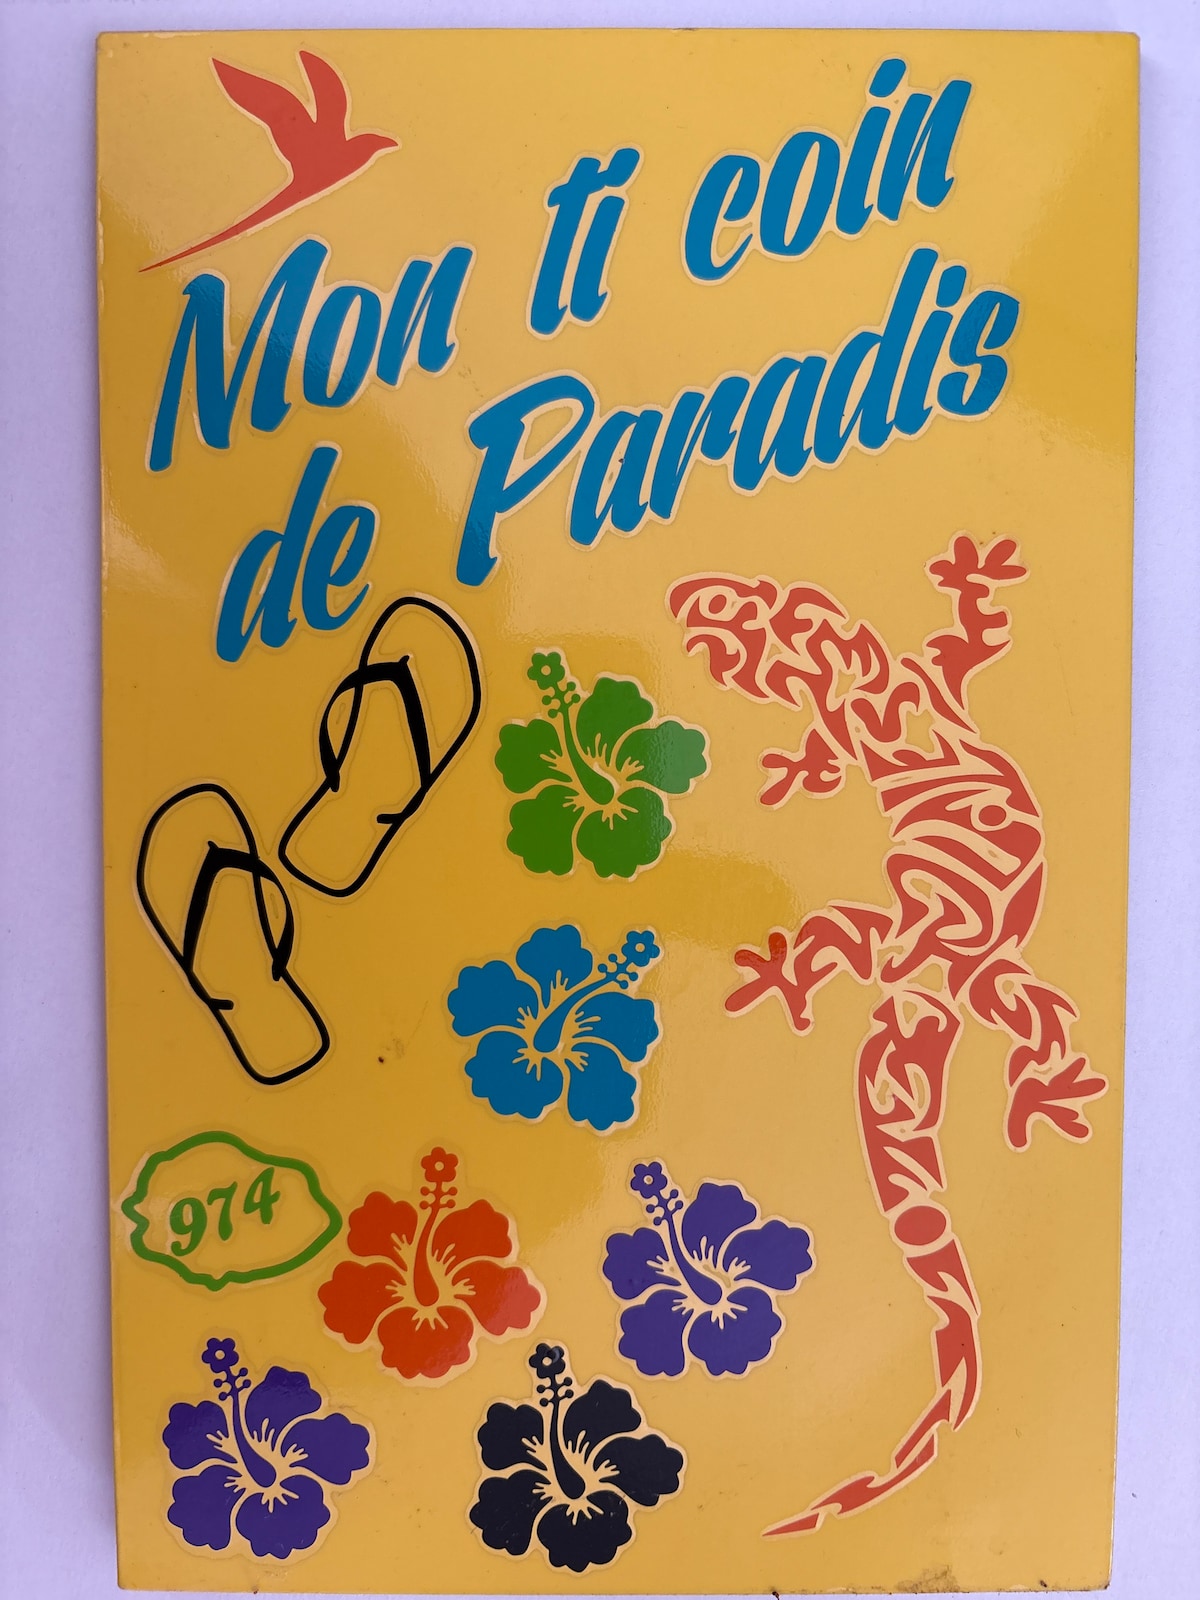 Mon ti coin
de Paradis
974